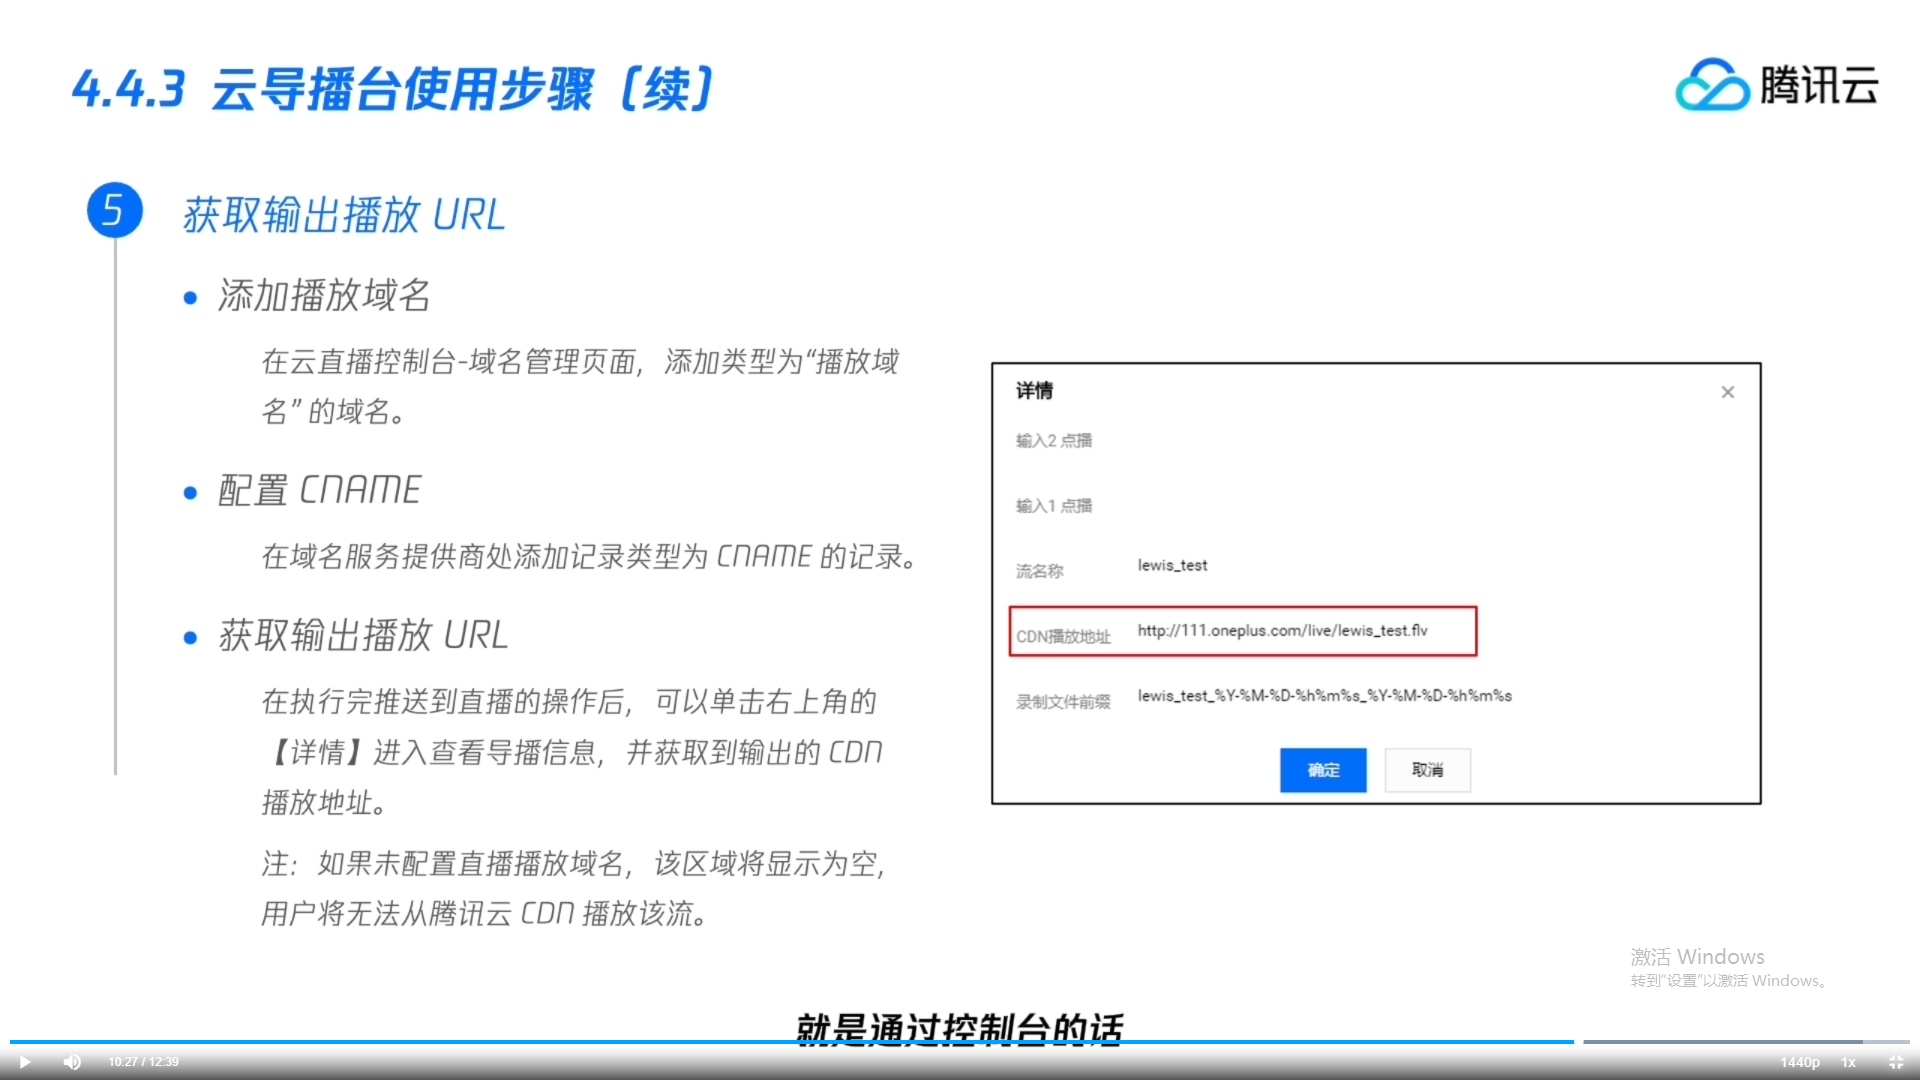 4.4.3 云导播台使用步骤（续）
腾讯云
5 获取输出播放 URL
• 添加播放域名
在云直播控制台-域名管理页面，添加类型为“播放域
名” 的域名。
• 配置 CNAME
在域名服务提供商处添加记录类型为 CNAME 的记录。
• 获取输出播放 URL
在执行完推送到直播的操作后，可以单击右上角的
【详情】进入查看导播信息，并获取到输出的 CDN
播放地址。
注：如果未配置直播播放域名，该区域将显示为空，
用户将无法从腾讯云 CDN 播放该流。
详情
输入2 点播
输入1 点播
流名称 lewis_test
CDN播放地址 http://111.oneplus.com/live/lewis_test.flv
录制文件前缀 lewis_test_%Y-%M-%D-%h%m%s_%Y-%M-%D-%h%m%s
确定 取消
激活 Windows
转到“设置”以激活 Windows。
就是通过控制台的话
10:27 / 12:39
1440p 1x